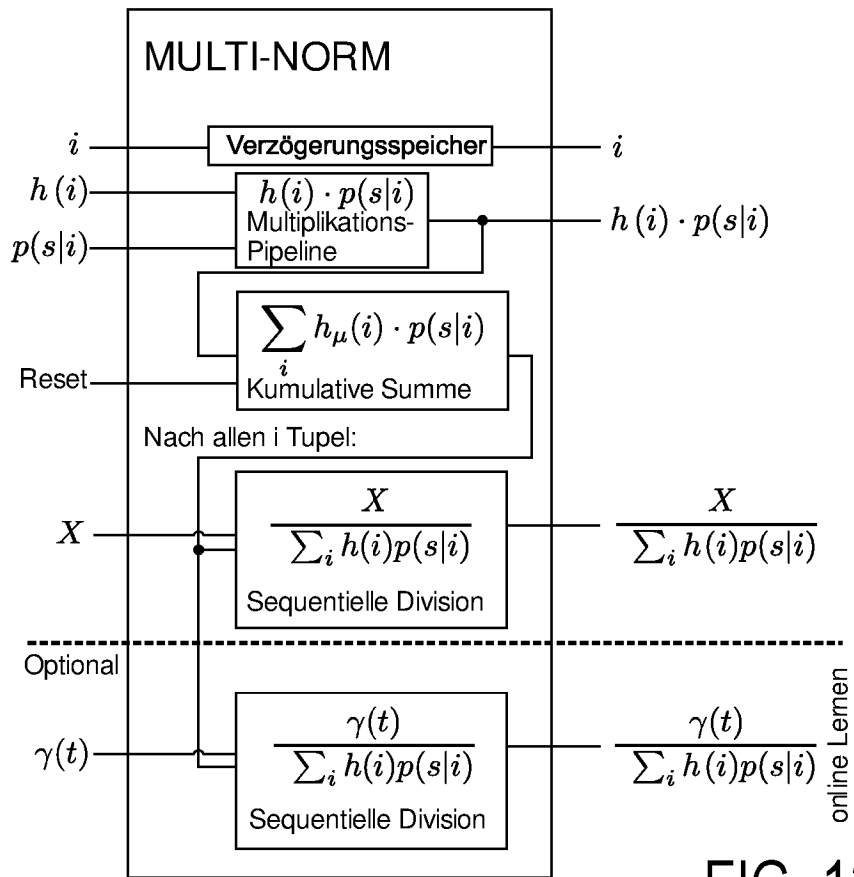 MULTI-NORM
i Verzögerungsspeicher i
h(i) h(i) · p(s|i)
Multiplikations-
Pipeline
p(s|i) h(i) · p(s|i)
∑_i h_μ(i) · p(s|i)
Reset Kumulative Summe
Nach allen i Tupel:
X X / ∑_i h(i)p(s|i) X / ∑_i h(i)p(s|i)
Sequentielle Division
Optional
γ(t) γ(t) / ∑_i h(i)p(s|i) γ(t) / ∑_i h(i)p(s|i)
Sequentielle Division
online Lernen
FIG.